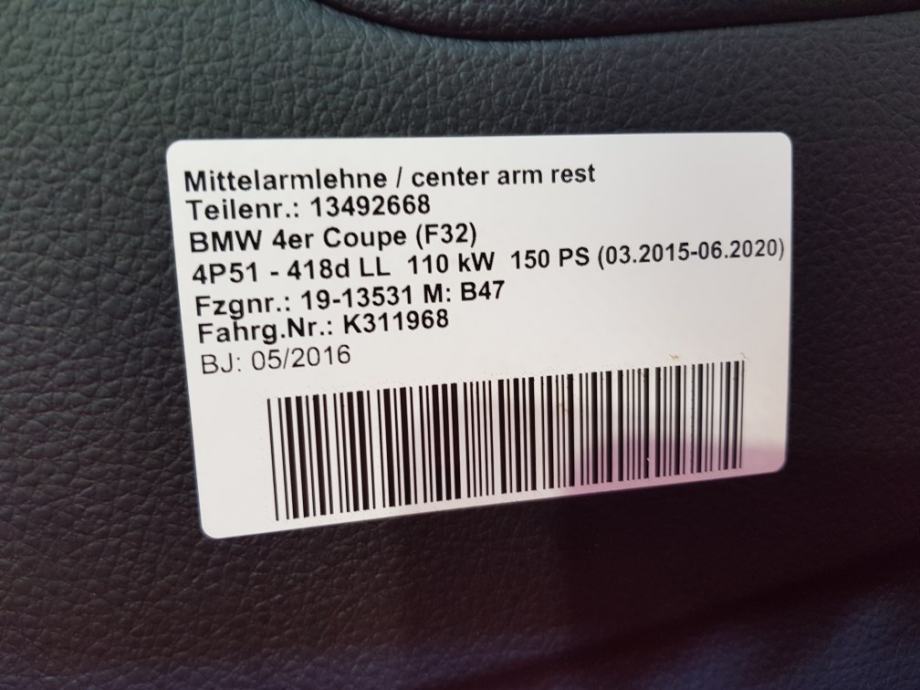 Mittelarmlehne / center arm rest
Teilenr.: 13492668
BMW 4er Coupe (F32)
4P51 - 418d LL  110 kW  150 PS (03.2015-06.2020)
Fzgnr.: 19-13531 M: B47
Fahrg.Nr.: K311968
BJ: 05/2016